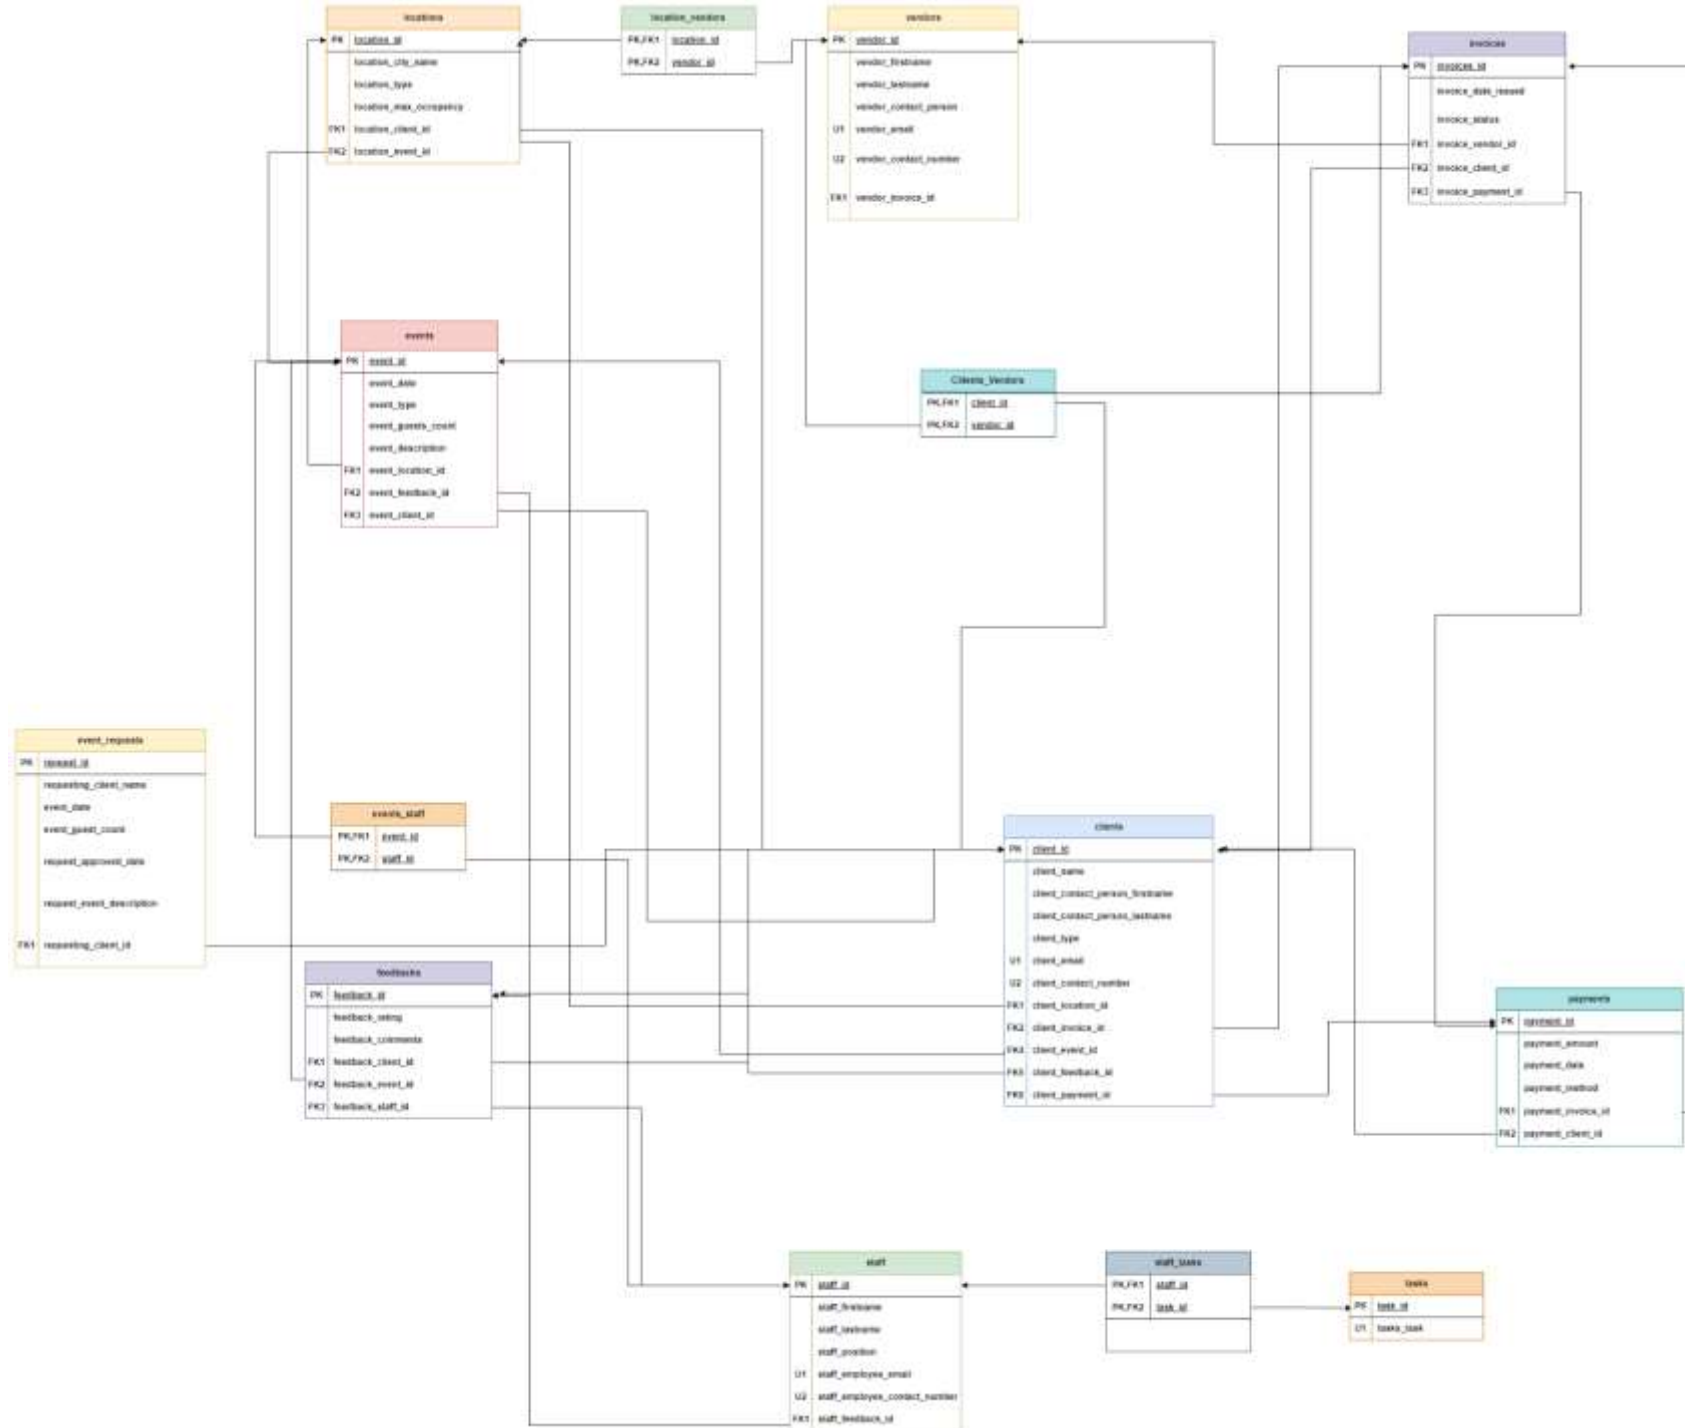 locations
PK location_id
location_city_name
location_type
location_max_occupancy
FK1 location_client_id
FK2 location_event_id
location_vendors
PK,FK1 location_id
PK,FK2 vendor_id
vendors
PK vendor_id
vendor_firstname
vendor_lastname
vendor_contact_person
U1 vendor_email
U2 vendor_contact_number
FK1 vendor_invoice_id
invoices
PK invoices_id
invoice_date_issued
invoice_status
FK1 invoice_vendor_id
FK2 invoice_client_id
FK3 invoice_payment_id
events
PK event_id
event_date
event_type
event_guests_count
event_description
FK1 event_location_id
FK2 event_feedback_id
FK3 event_client_id
Clients_Vendors
PK,FK1 client_id
PK,FK2 vendor_id
event_requests
PK request_id
requesting_client_name
event_date
event_guest_count
request_approved_date
request_event_description
FK1 requesting_client_id
events_staff
PK,FK1 event_id
PK,FK2 staff_id
clients
PK client_id
client_name
client_contact_person_firstname
client_contact_person_lastname
client_type
U1 client_email
U2 client_contact_number
FK1 client_location_id
FK2 client_invoice_id
client_event_id
client_feedback_id
client_payment_id
feedbacks
PK feedback_id
feedback_rating
feedback_comments
FK1 feedback_client_id
FK2 feedback_event_id
FK3 feedback_staff_id
payments
PK payment_id
payment_amount
payment_date
payment_method
FK1 payment_invoice_id
FK2 payment_client_id
staff
PK staff_id
staff_firstname
staff_lastname
staff_position
U1 staff_employee_email
U2 staff_employee_contact_number
FK1 staff_feedback_id
staff_tasks
PK,FK1 staff_id
PK,FK2 task_id
tasks
PK task_id
U1 tasks_task